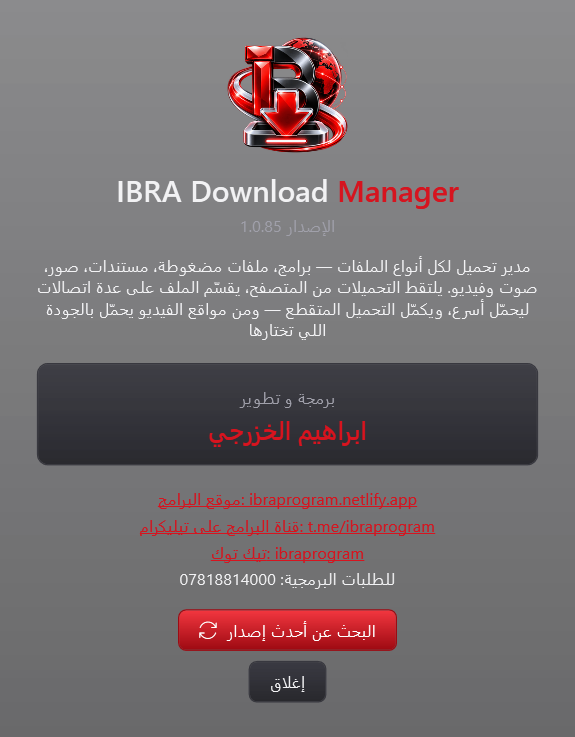 IBRA Download Manager
الإصدار 1.0.85
مدير تحميل لكل أنواع الملفات — برامج، ملفات مضغوطة، مستندات، صور،
صوت وفيديو. يلتقط التحميلات من المتصفح، يقسّم الملف على عدة اتصالات
ليحمّل أسرع، ويكمّل التحميل المتقطع — ومن مواقع الفيديو يحمّل بالجودة
اللي تختارها
برمجة و تطوير
ابراهيم الخزرجي
موقع البرامج: ibraprogram.netlify.app
قناة البرامج على تيليكرام: t.me/ibraprogram
تيك توك: ibraprogram
للطلبات البرمجية: 07818814000
البحث عن أحدث إصدار
إغلاق